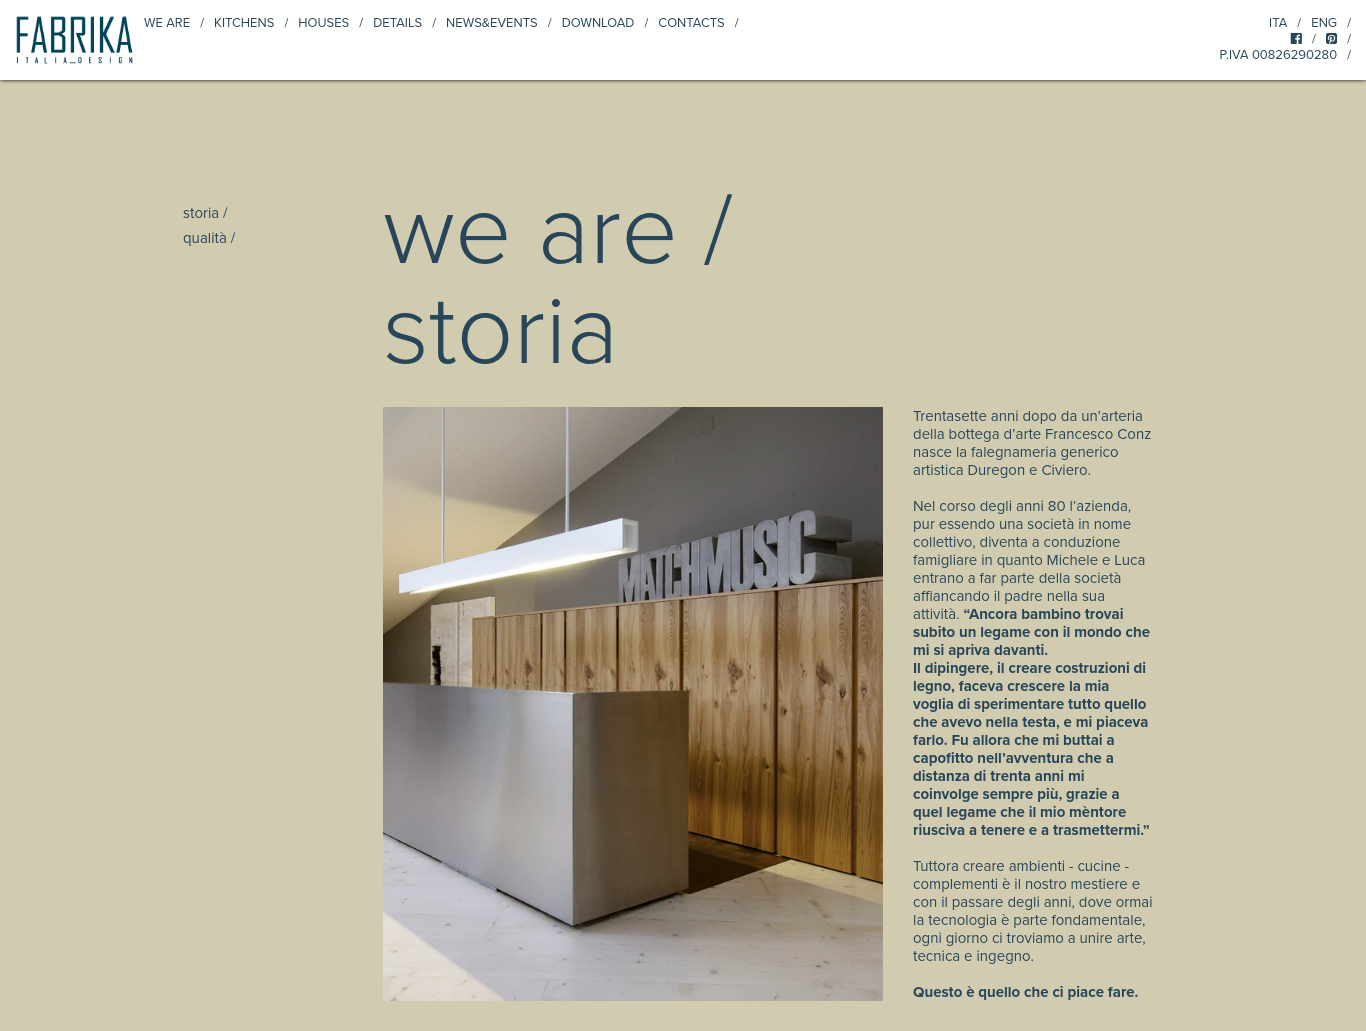 FABRIKA
ITALIA_DESIGN
WE ARE / KITCHENS / HOUSES / DETAILS / NEWS&EVENTS / DOWNLOAD / CONTACTS /
ITA / ENG /
/ /
P.IVA 00826290280 /
storia /
qualità /
we are /
storia
MATCHMUSIC
Trentasette anni dopo da un’arteria
della bottega d’arte Francesco Conz
nasce la falegnameria generico
artistica Duregon e Civiero.
Nel corso degli anni 80 l’azienda,
pur essendo una società in nome
collettivo, diventa a conduzione
famigliare in quanto Michele e Luca
entrano a far parte della società
affiancando il padre nella sua
attività. “Ancora bambino trovai
subito un legame con il mondo che
mi si apriva davanti.
Il dipingere, il creare costruzioni di
legno, faceva crescere la mia
voglia di sperimentare tutto quello
che avevo nella testa, e mi piaceva
farlo. Fu allora che mi buttai a
capofitto nell’avventura che a
distanza di trenta anni mi
coinvolge sempre più, grazie a
quel legame che il mio mèntore
riusciva a tenere e a trasmettermi.”
Tuttora creare ambienti - cucine -
complementi è il nostro mestiere e
con il passare degli anni, dove ormai
la tecnologia è parte fondamentale,
ogni giorno ci troviamo a unire arte,
tecnica e ingegno.
Questo è quello che ci piace fare.